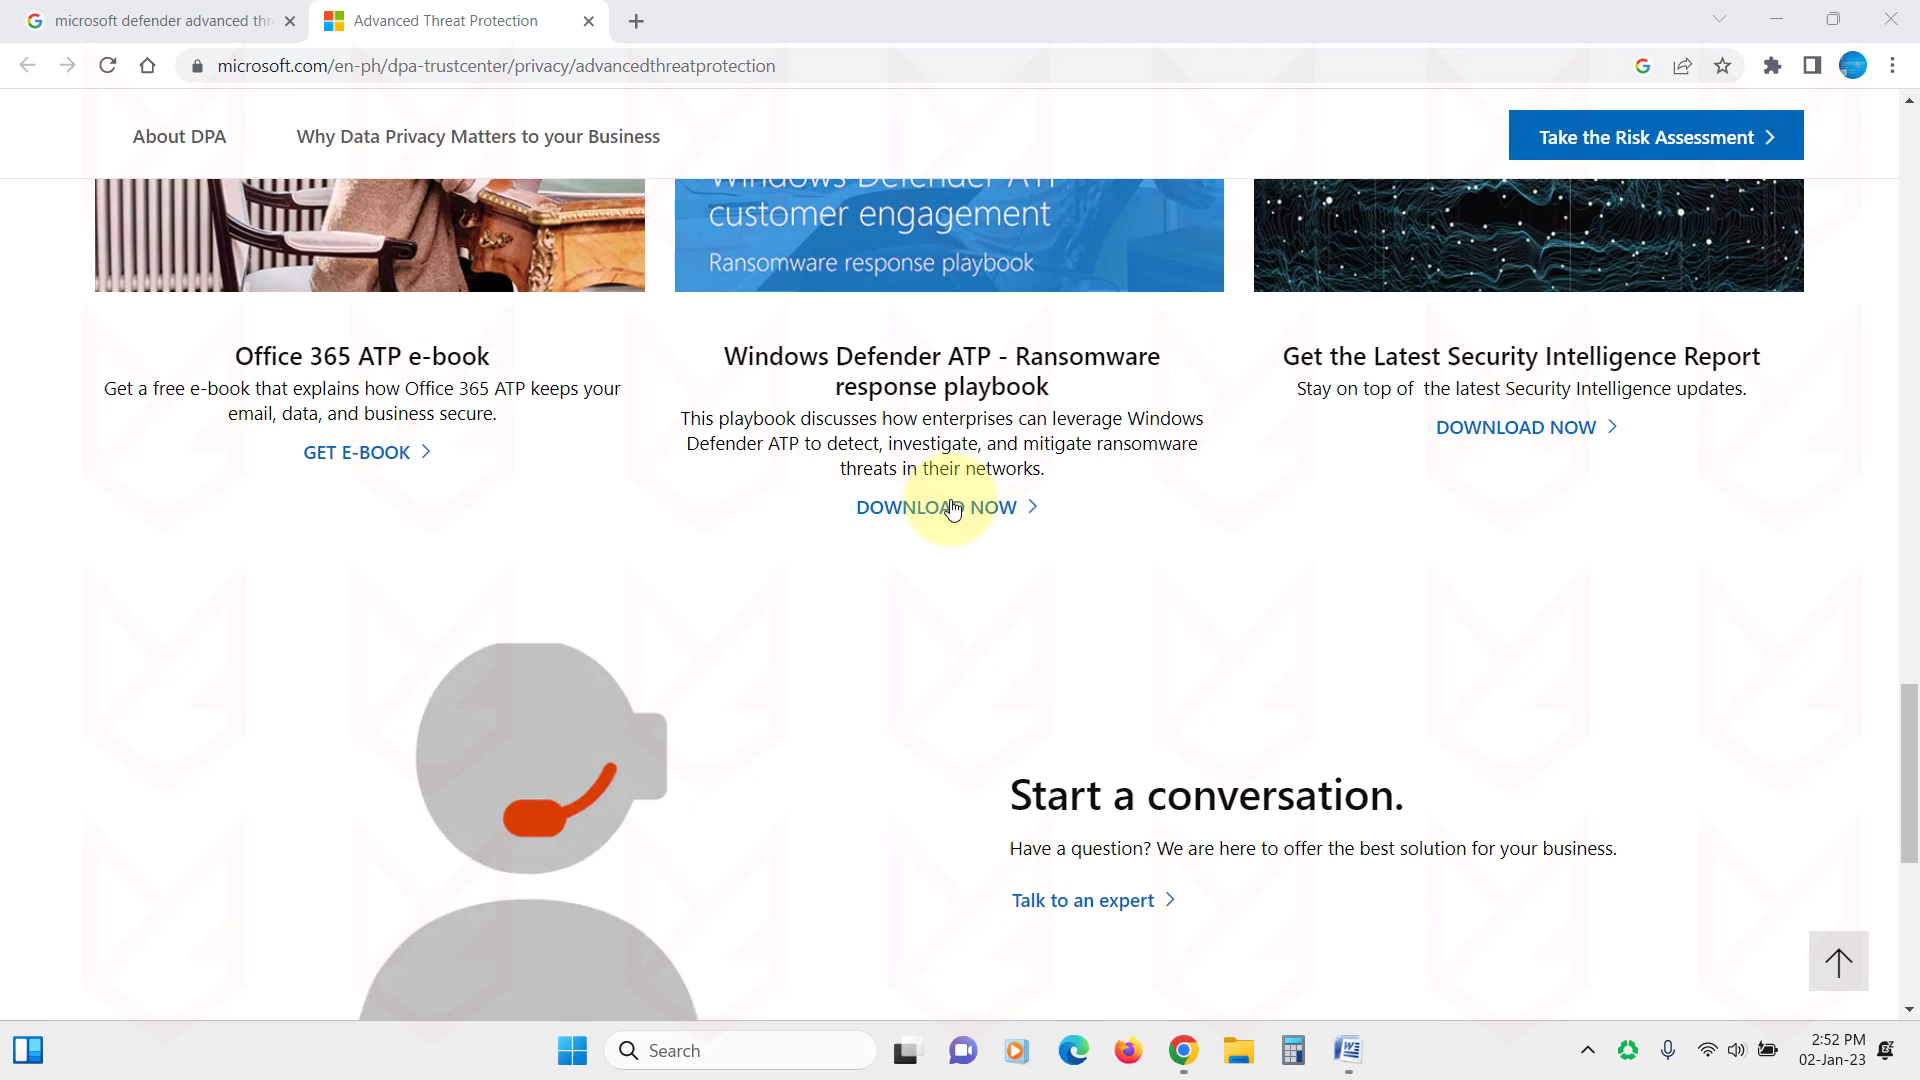 microsoft defender advanced thr
Advanced Threat Protection
microsoft.com/en-ph/dpa-trustcenter/privacy/advancedthreatprotection
About DPA
Why Data Privacy Matters to your Business
Take the Risk Assessment
Windows Defender ATP
customer engagement
Ransomware response playbook
Office 365 ATP e-book
Get a free e-book that explains how Office 365 ATP keeps your
email, data, and business secure.
GET E-BOOK
Windows Defender ATP - Ransomware
response playbook
This playbook discusses how enterprises can leverage Windows
Defender ATP to detect, investigate, and mitigate ransomware
threats in their networks.
DOWNLOAD NOW
Get the Latest Security Intelligence Report
Stay on top of the latest Security Intelligence updates.
DOWNLOAD NOW
Start a conversation.
Have a question? We are here to offer the best solution for your business.
Talk to an expert
Search
2:52 PM
02-Jan-23